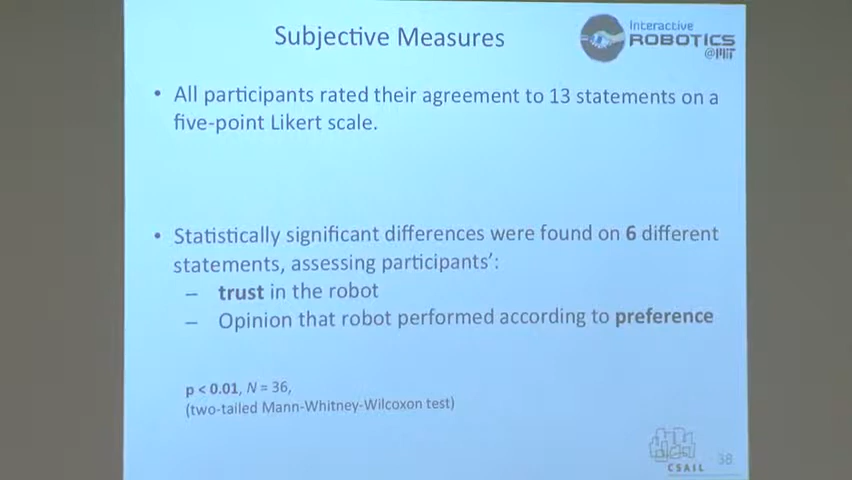 Subjective Measures
Interactive
ROBOTICS
@MIT
• All participants rated their agreement to 13 statements on a
five-point Likert scale.
• Statistically significant differences were found on 6 different
statements, assessing participants’:
– trust in the robot
– Opinion that robot performed according to preference
p < 0.01, N = 36,
(two-tailed Mann-Whitney-Wilcoxon test)
CSAIL
38